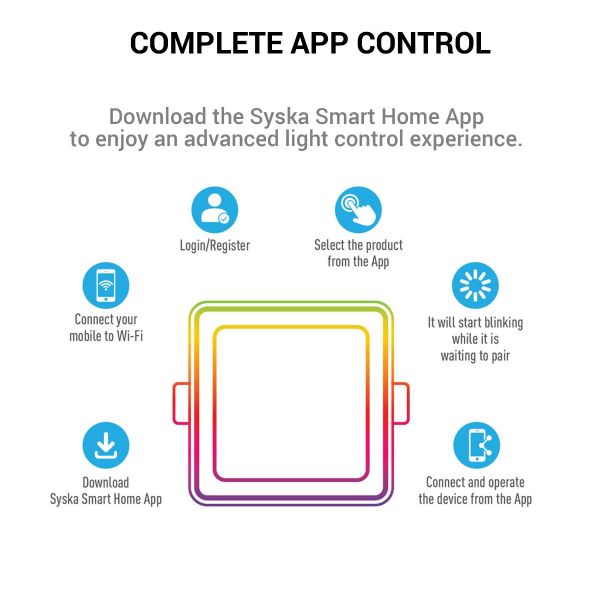 COMPLETE APP CONTROL
Download the Syska Smart Home App
to enjoy an advanced light control experience.
Login/Register
Select the product
from the App
Connect your
mobile to Wi-Fi
It will start blinking
while it is
waiting to pair
Download
Syska Smart Home App
Connect and operate
the device from the App